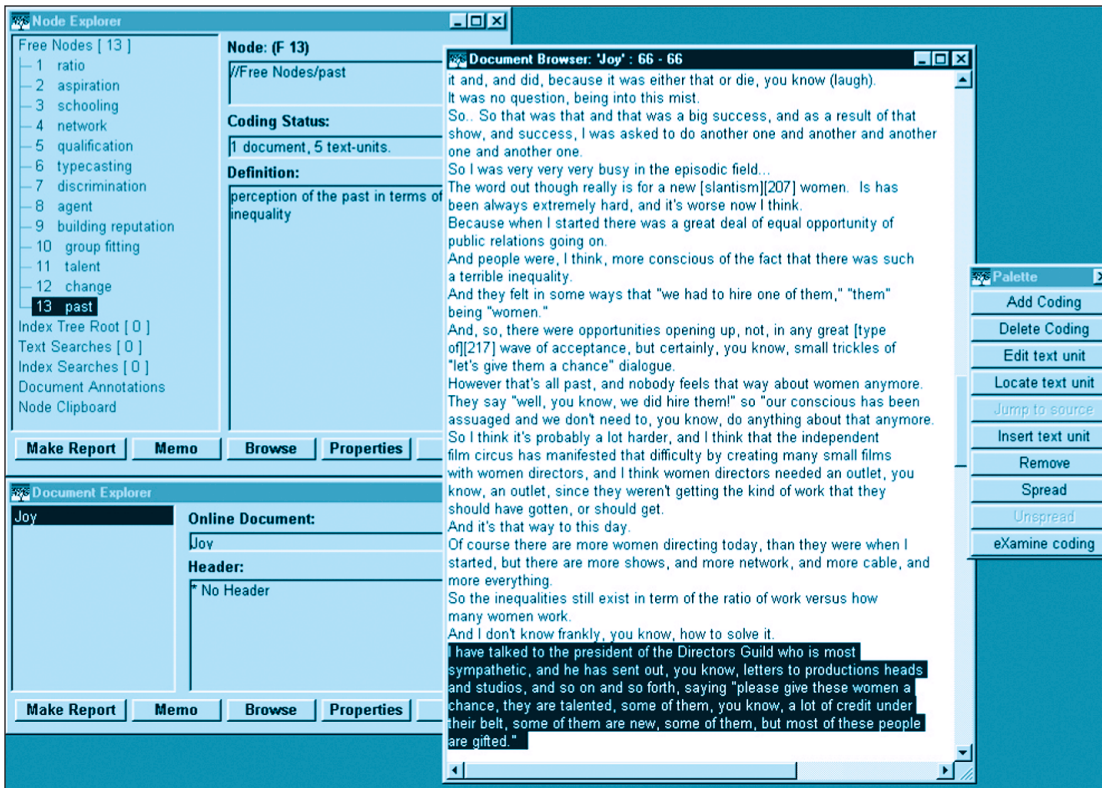 Node Explorer
Free Nodes [ 13 ]
1 ratio
2 aspiration
3 schooling
4 network
5 qualification
6 typecasting
7 discrimination
8 agent
9 building reputation
10 group fitting
11 talent
12 change
13 past
Index Tree Root [ 0 ]
Text Searches [ 0 ]
Index Searches [ 0 ]
Document Annotations
Node Clipboard
Node: (F 13)
//Free Nodes/past
Coding Status:
1 document, 5 text-units.
Definition:
perception of the past in terms of
inequality
Make Report Memo Browse Properties
Document Explorer
Joy
Online Document:
Joy
Header:
* No Header
Make Report Memo Browse Properties
Document Browser: 'Joy' : 66 - 66
it and, and did, because it was either that or die, you know (laugh).
It was no question, being into this mist.
So.. So that was that and that was a big success, and as a result of that
show, and success, I was asked to do another one and another and another
one and another one.
So I was very very very busy in the episodic field...
The word out though really is for a new [slantism][207] women. Is has
been always extremely hard, and it's worse now I think.
Because when I started there was a great deal of equal opportunity of
public relations going on.
And people were, I think, more conscious of the fact that there was such
a terrible inequality.
And they felt in some ways that "we had to hire one of them," "them"
being "women."
And, so, there were opportunities opening up, not, in any great [type
of][217] wave of acceptance, but certainly, you know, small trickles of
"let's give them a chance" dialogue.
However that's all past, and nobody feels that way about women anymore.
They say "well, you know, we did hire them!" so "our conscious has been
assuaged and we don't need to, you know, do anything about that anymore.
So I think it's probably a lot harder, and I think that the independent
film circus has manifested that difficulty by creating many small films
with women directors, and I think women directors needed an outlet, you
know, an outlet, since they weren't getting the kind of work that they
should have gotten, or should get.
And it's that way to this day.
Of course there are more women directing today, than they were when I
started, but there are more shows, and more network, and more cable, and
more everything.
So the inequalities still exist in term of the ratio of work versus how
many women work.
And I don't know frankly, you know, how to solve it.
I have talked to the president of the Directors Guild who is most
sympathetic, and he has sent out, you know, letters to productions heads
and studios, and so on and so forth, saying "please give these women a
chance, they are talented, some of them, you know, a lot of credit under
their belt, some of them are new, some of them, but most of these people
are gifted."
Palette
Add Coding
Delete Coding
Edit text unit
Locate text unit
Jump to source
Insert text unit
Remove
Spread
Unspread
eXamine coding